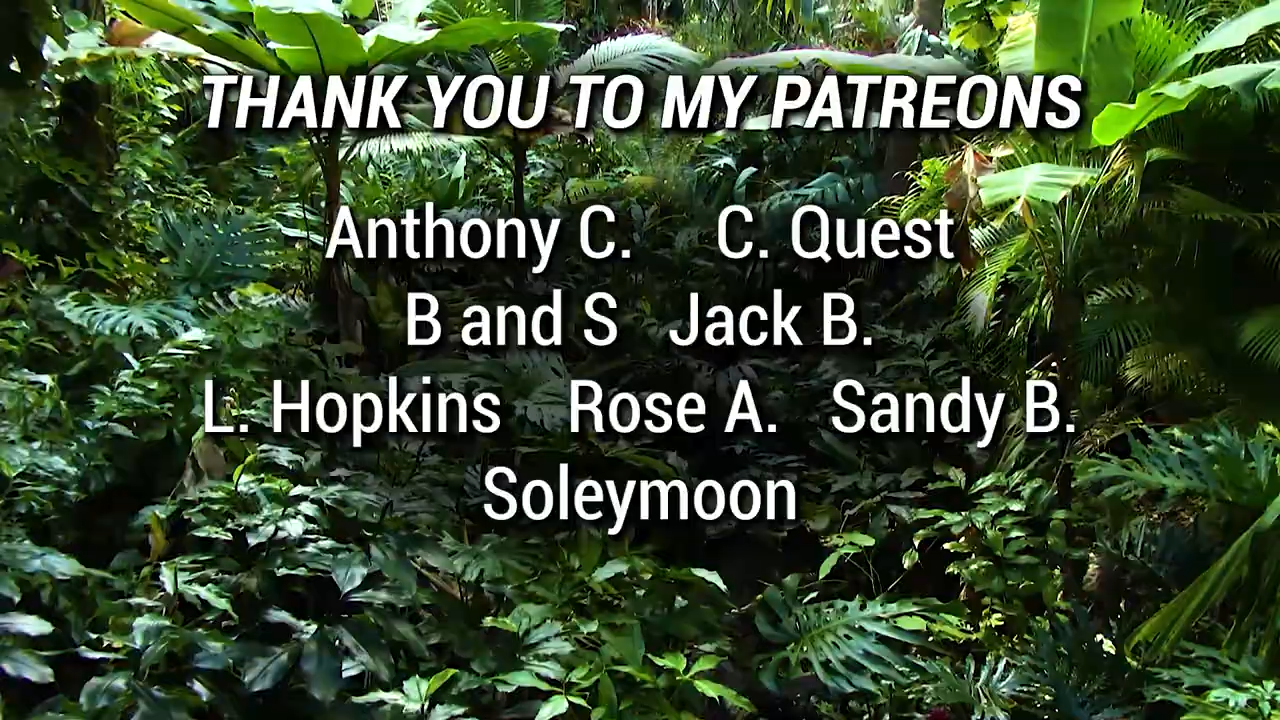 THANK YOU TO MY PATREONS
Anthony C. C. Quest
B and S Jack B.
L. Hopkins Rose A. Sandy B.
Soleymoon